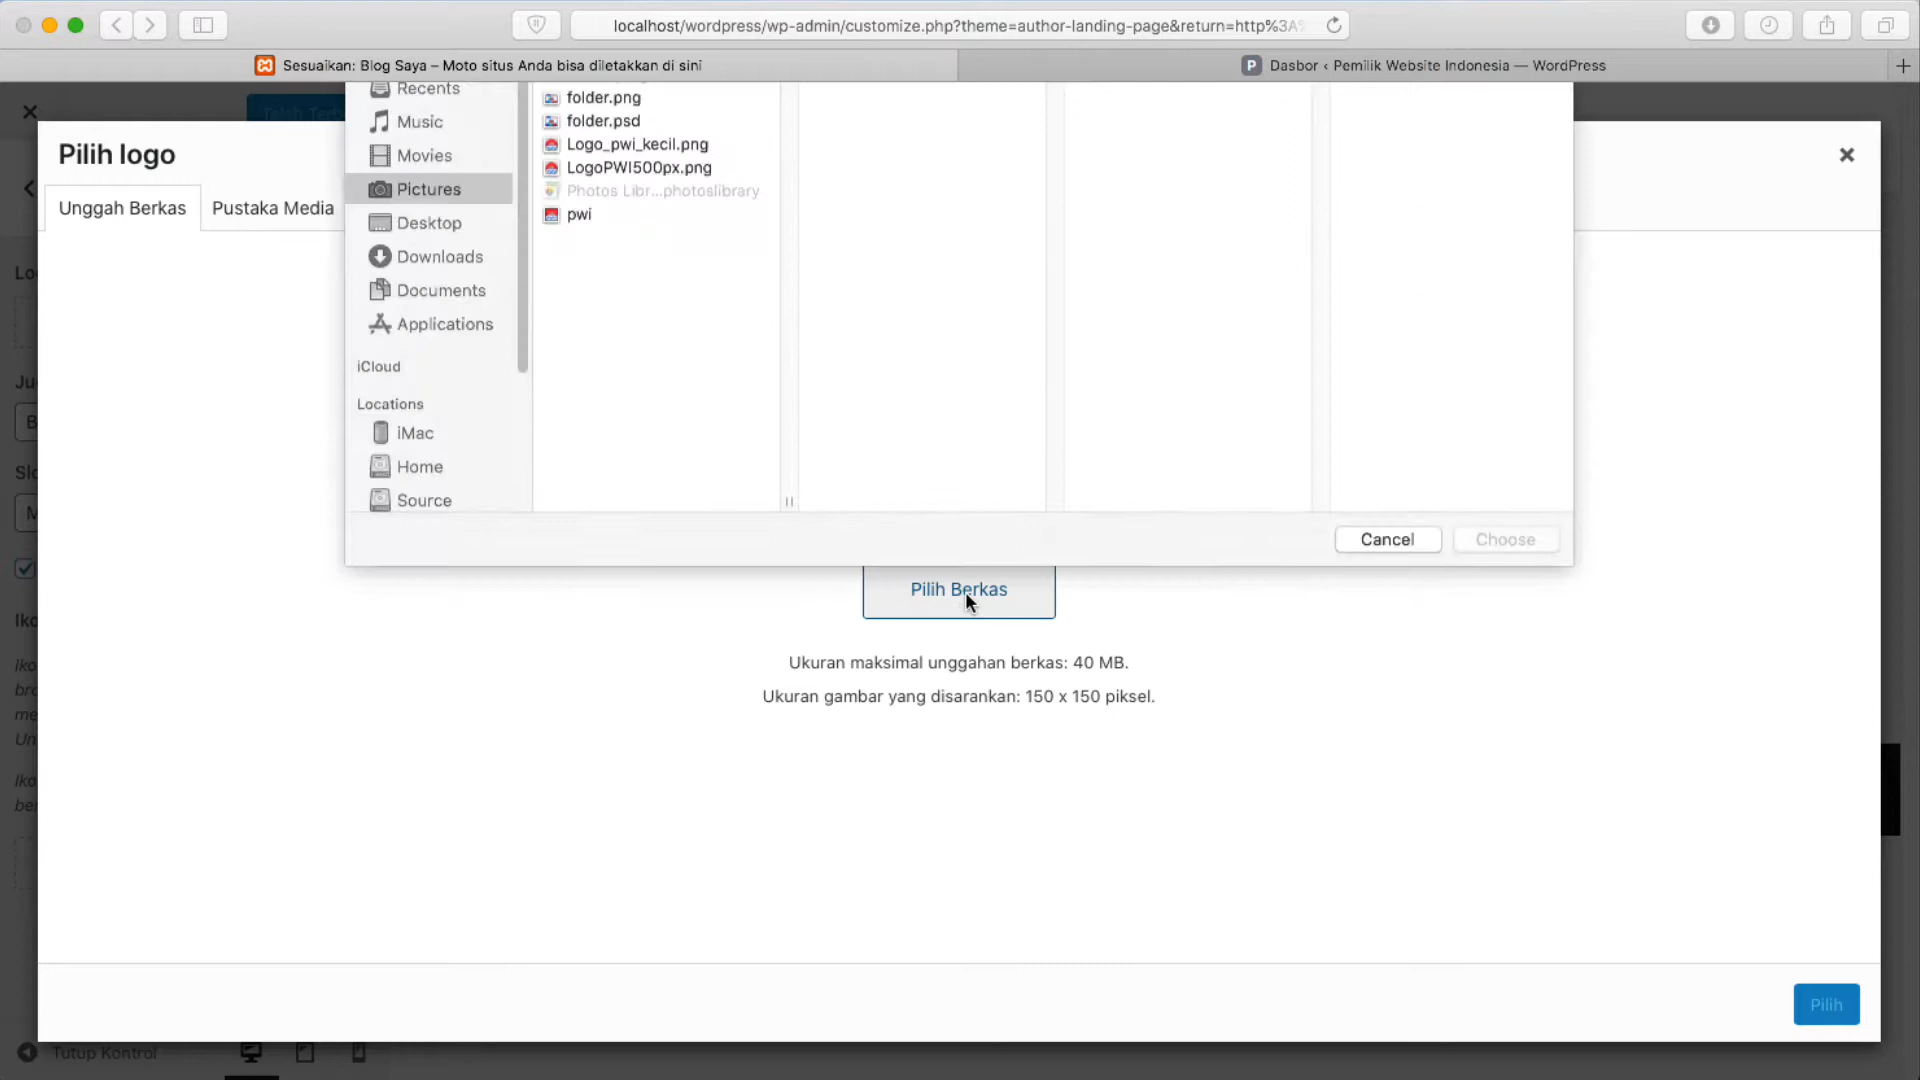 localhost/wordpress/wp-admin/customize.php?theme=author-landing-page&return=http%3A
Sesuaikan: Blog Saya – Moto situs Anda bisa diletakkan di sini
Dasbor ‹ Pemilik Website Indonesia — WordPress
Pilih logo
Unggah Berkas
Pustaka Media
Recents
Music
Movies
Pictures
Desktop
Downloads
Documents
Applications
iCloud
Locations
iMac
Home
Source
folder.png
folder.psd
Logo_pwi_kecil.png
LogoPWI500px.png
Photos Libr...photoslibrary
pwi
Cancel
Choose
Pilih Berkas
Ukuran maksimal unggahan berkas: 40 MB.
Ukuran gambar yang disarankan: 150 x 150 piksel.
Pilih
Tutup Kontrol